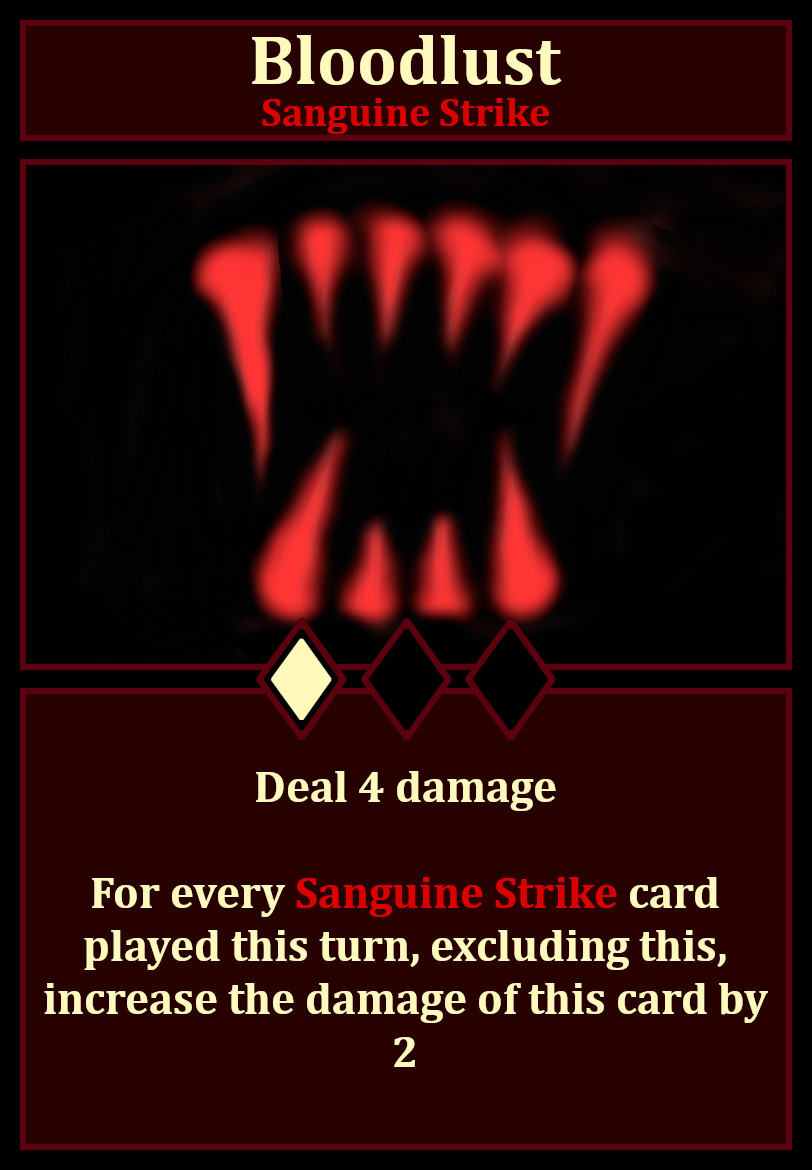 Bloodlust
Sanguine Strike
Deal 4 damage
For every Sanguine Strike card
played this turn, excluding this,
increase the damage of this card by
2